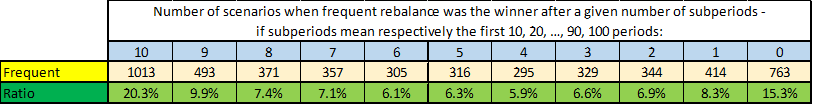 Number of scenarios when frequent rebalance was the winner after a given number of subperiods -
if subperiods mean respectively the first 10, 20, ..., 90, 100 periods:
10 9 8 7 6 5 4 3 2 1 0
Frequent 1013 493 371 357 305 316 295 329 344 414 763
Ratio 20.3% 9.9% 7.4% 7.1% 6.1% 6.3% 5.9% 6.6% 6.9% 8.3% 15.3%